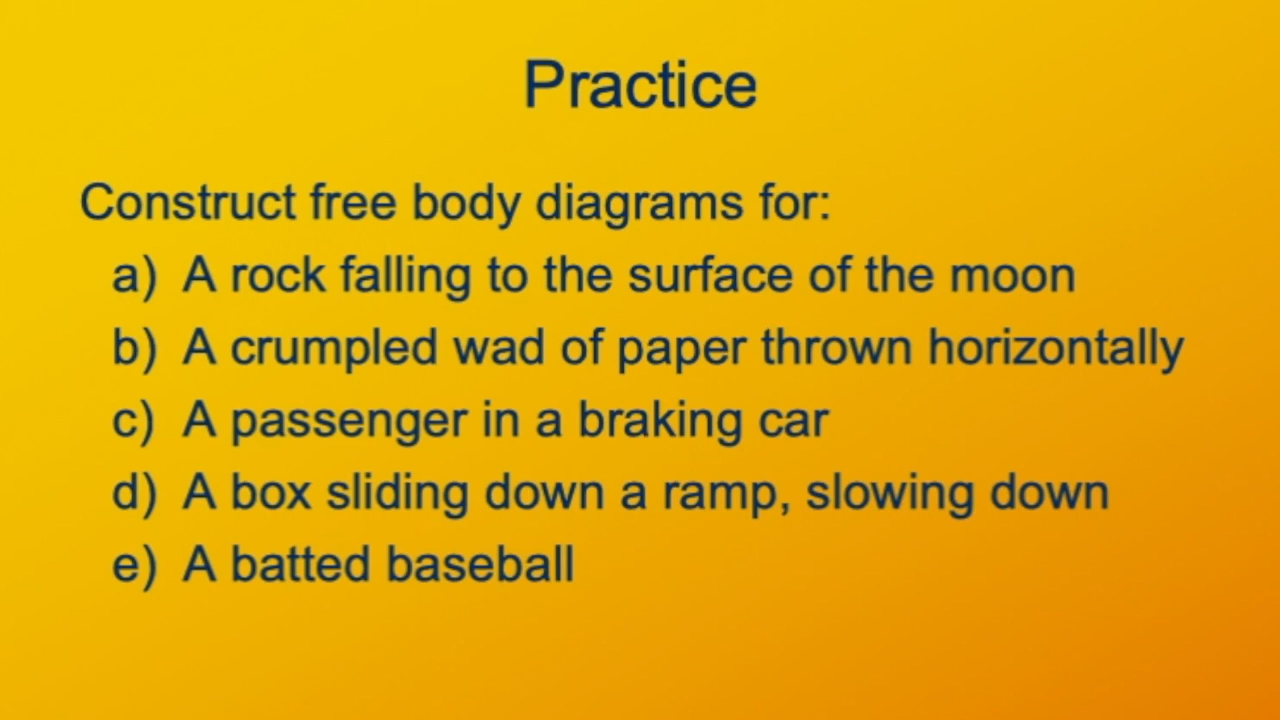 Practice
Construct free body diagrams for:
a) A rock falling to the surface of the moon
b) A crumpled wad of paper thrown horizontally
c) A passenger in a braking car
d) A box sliding down a ramp, slowing down
e) A batted baseball